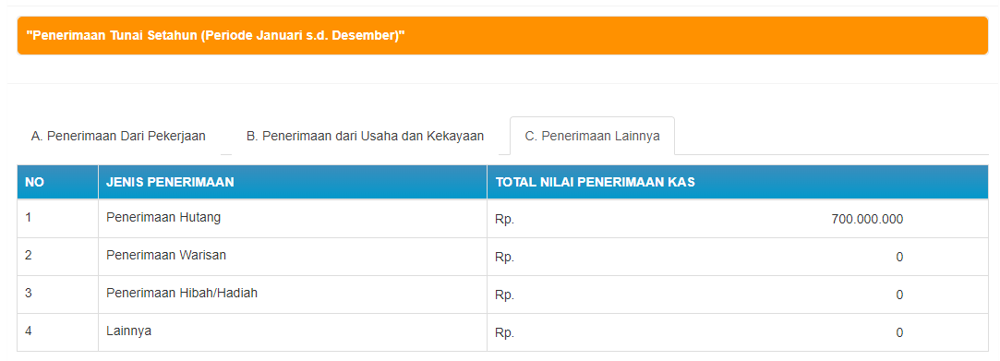 "Penerimaan Tunai Setahun (Periode Januari s.d. Desember)"
A. Penerimaan Dari Pekerjaan B. Penerimaan dari Usaha dan Kekayaan C. Penerimaan Lainnya
NO JENIS PENERIMAAN TOTAL NILAI PENERIMAAN KAS
1 Penerimaan Hutang Rp. 700.000.000
2 Penerimaan Warisan Rp. 0
3 Penerimaan Hibah/Hadiah Rp. 0
4 Lainnya Rp. 0